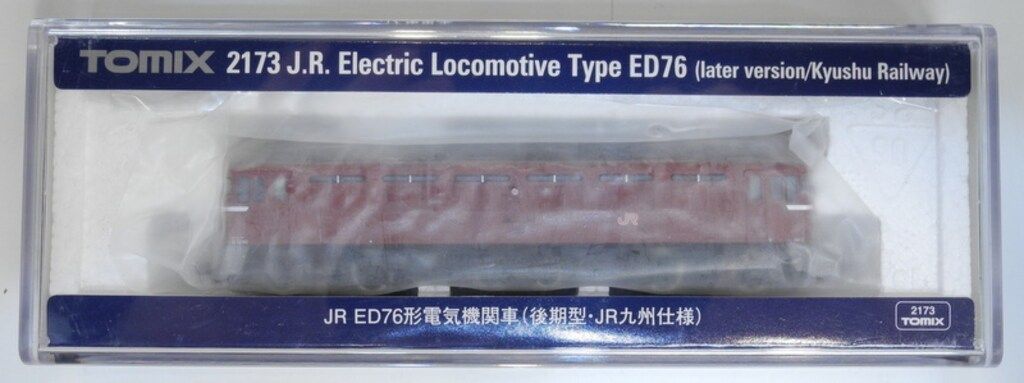 TOMIX 2173 J.R. Electric Locomotive Type ED76 (later version/Kyushu Railway)
JR
JR ED76形電気機関車(後期型・JR九州仕様)
2173
TOMIX